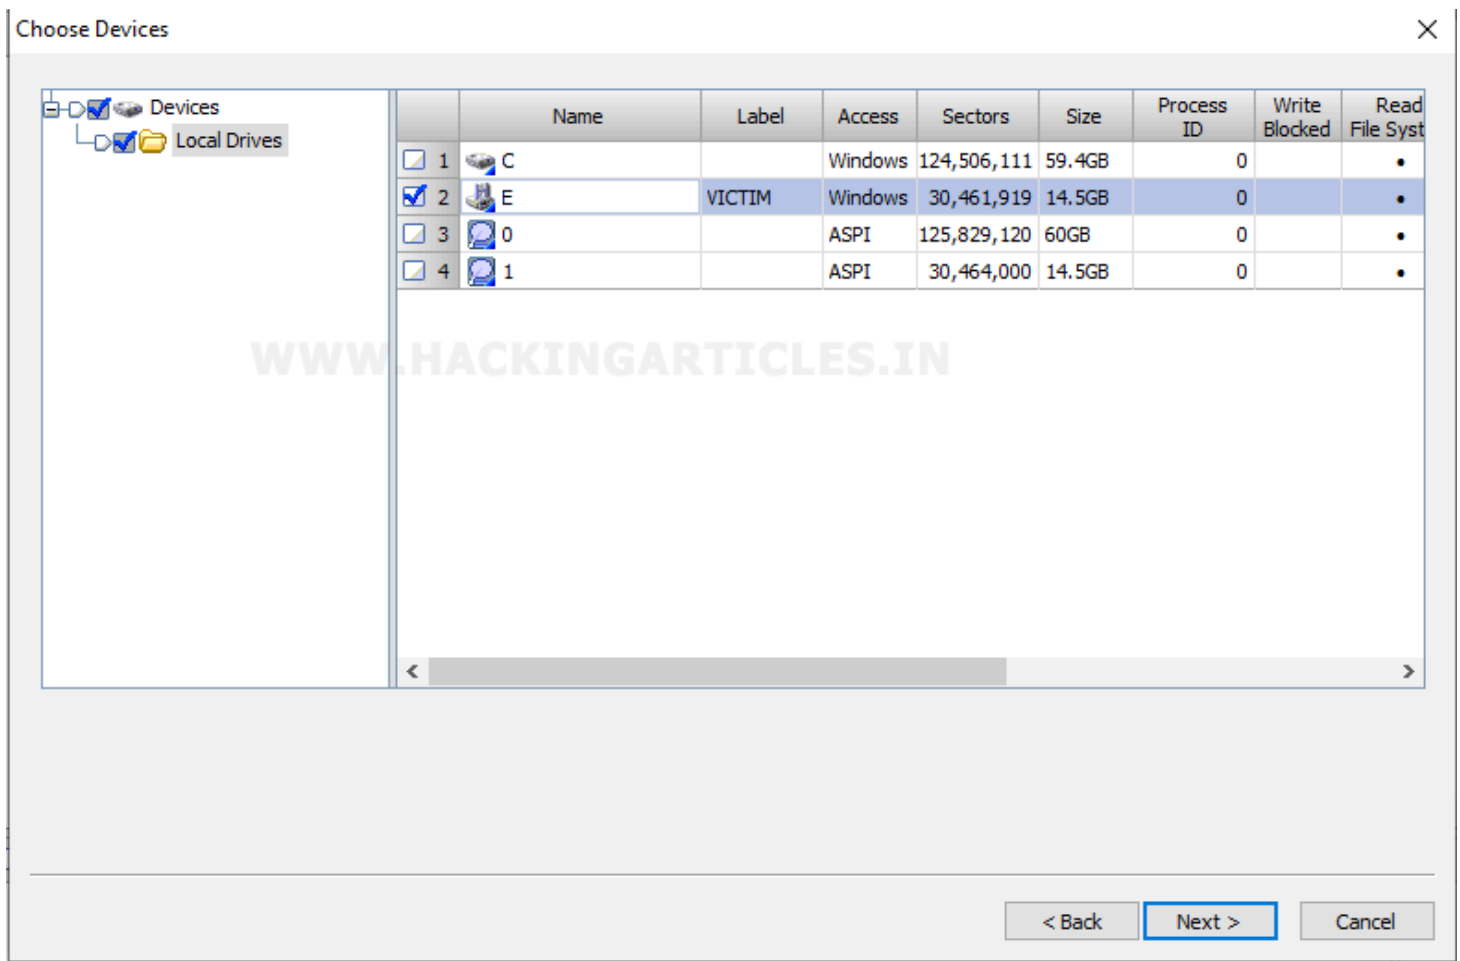 Choose Devices
Devices
Local Drives
Name Label Access Sectors Size Process ID Write Blocked Read File Syst
1 C Windows 124,506,111 59.4GB 0 •
2 E VICTIM Windows 30,461,919 14.5GB 0 •
3 0 ASPI 125,829,120 60GB 0 •
4 1 ASPI 30,464,000 14.5GB 0 •
WWW.HACKINGARTICLES.IN
< Back Next > Cancel